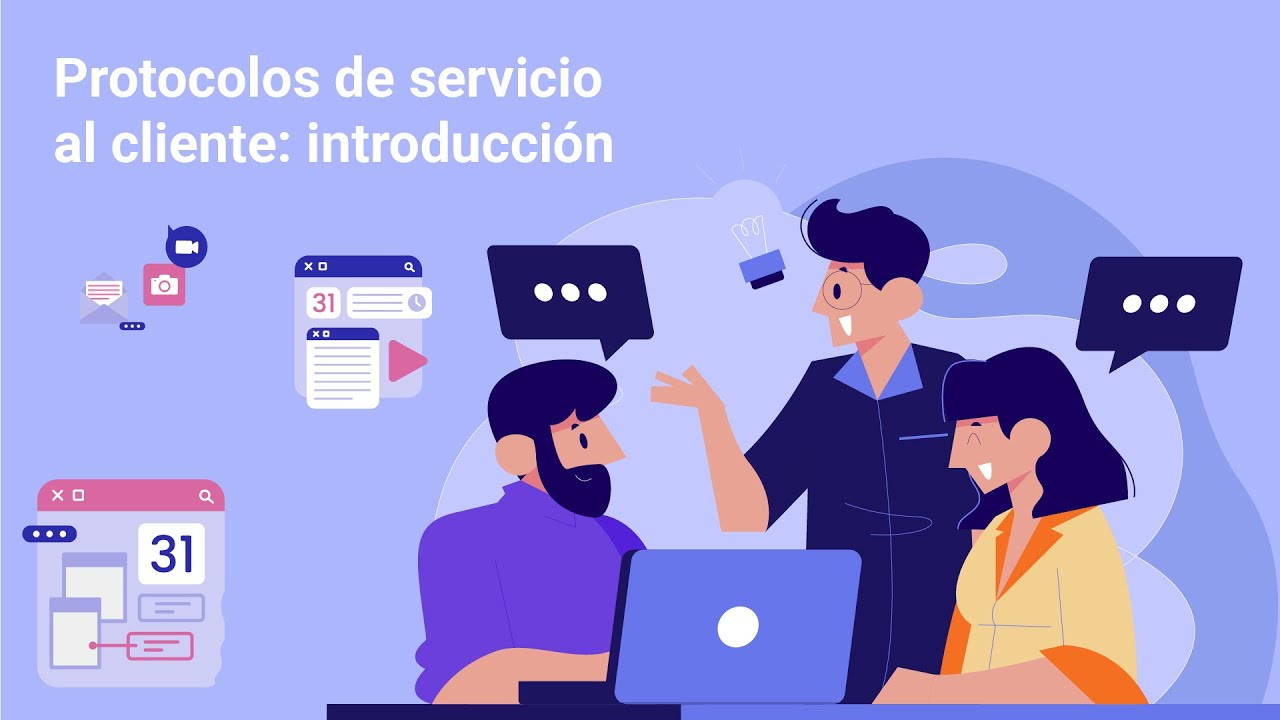 Protocolos de servicio
al cliente: introducción
31
31